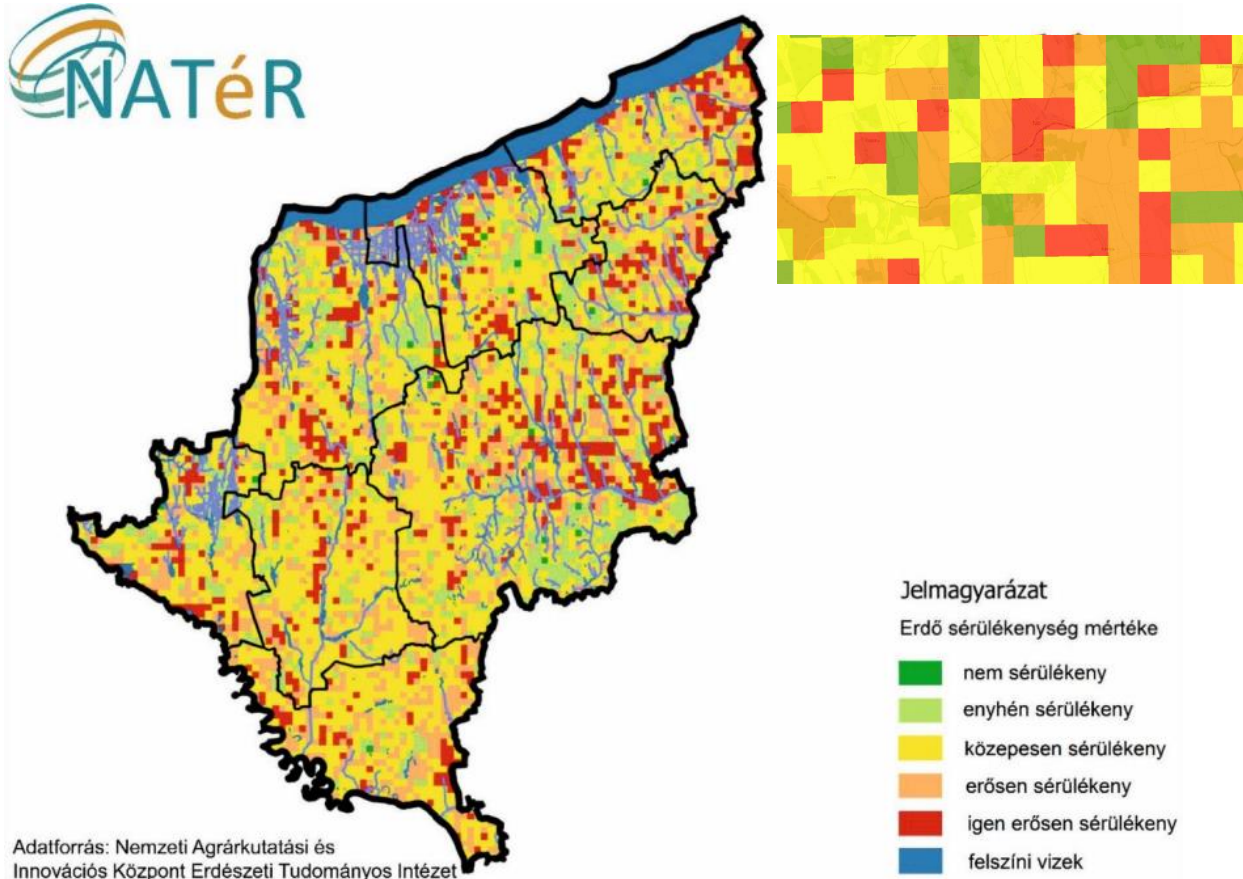 NATéR
Jelmagyarázat
Erdő sérülékenység mértéke
nem sérülékeny
enyhén sérülékeny
közepesen sérülékeny
erősen sérülékeny
igen erősen sérülékeny
felszíni vizek
Adatforrás: Nemzeti Agrárkutatási és
Innovációs Központ Erdészeti Tudományos Intézet